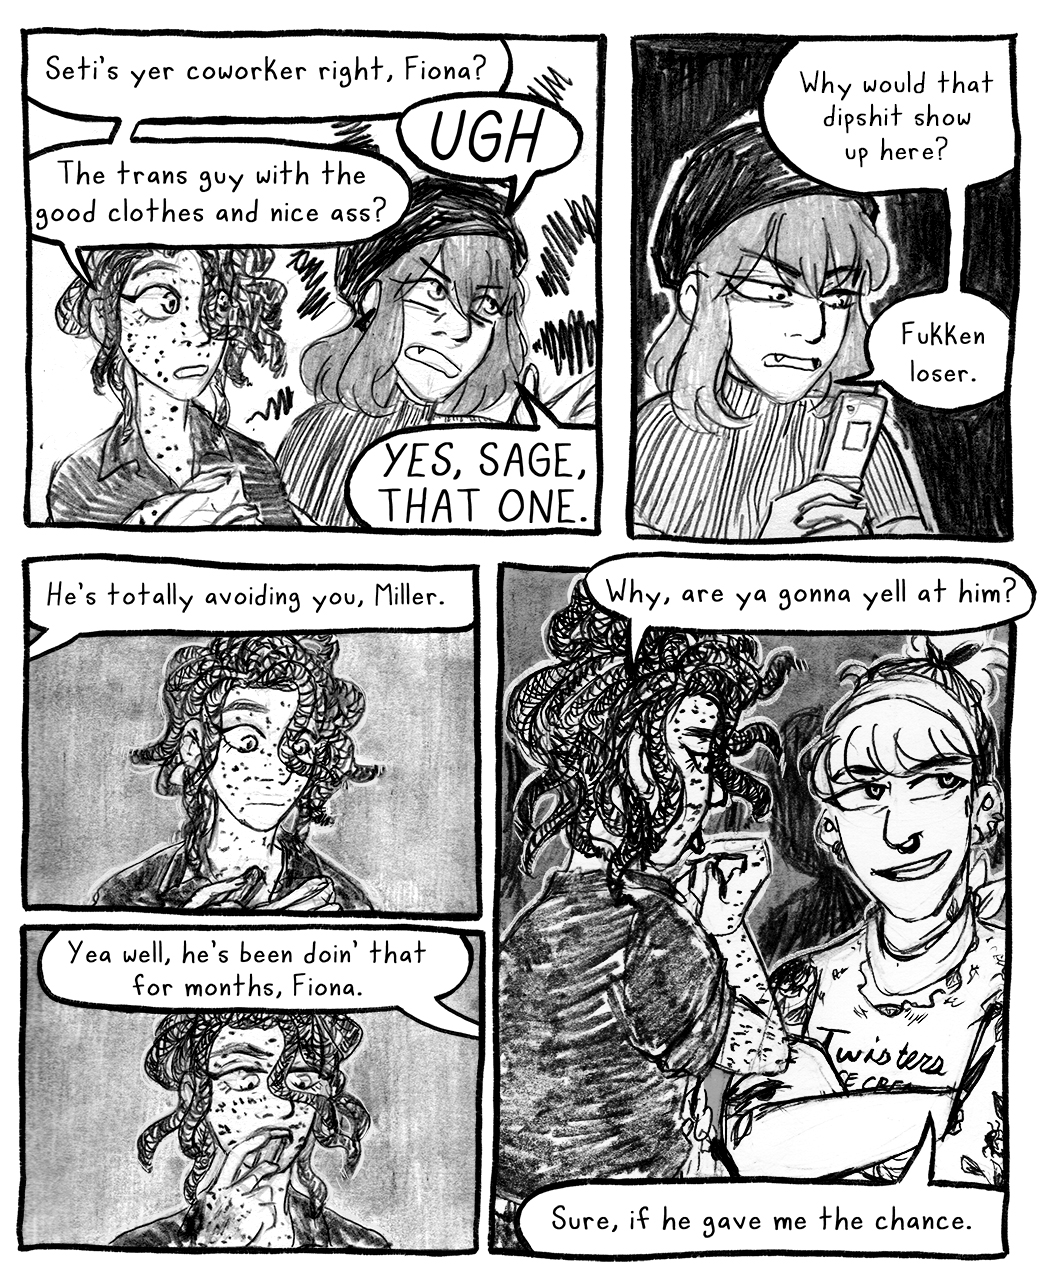 Seti's yer coworker right, Fiona?
The trans guy with the
good clothes and nice ass?
UGH
YES, SAGE,
THAT ONE.
Why would that
dipshit show
up here?
Fukken
loser.
He's totally avoiding you, Miller.
Yea well, he's been doin' that
for months, Fiona.
Why, are ya gonna yell at him?
Twisters
Sure, if he gave me the chance.